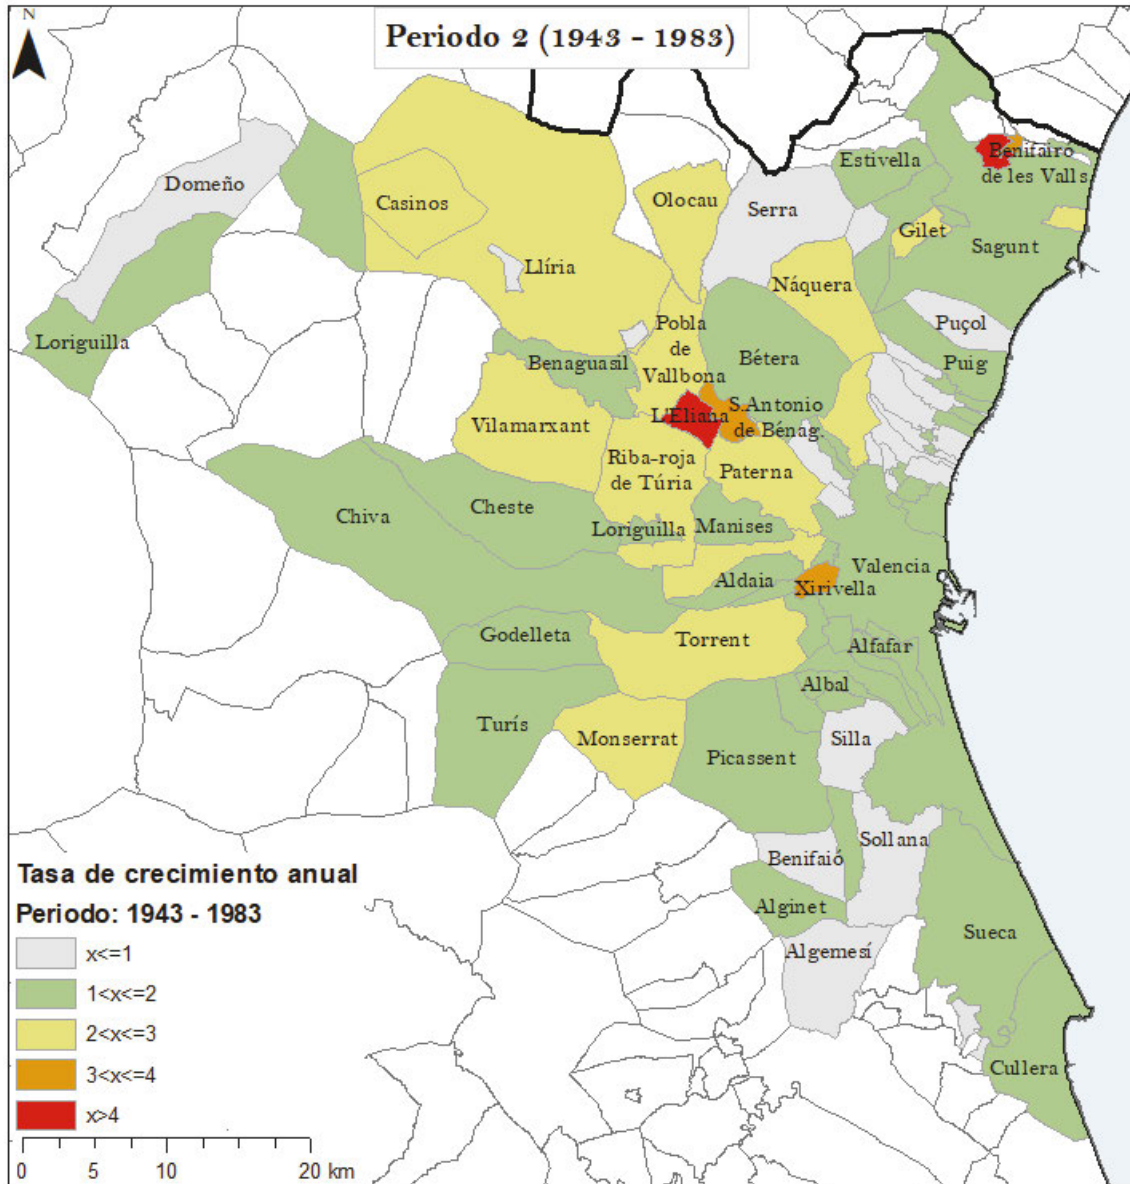 N
Periodo 2 (1943 - 1983)
Domeño
Casinos
Olocau
Serra
Estivella
Benifairo
de les Valls
Gilet
Sagunt
Llíria
Náquera
Loriguilla
Benaguasil
Pobla
de
Vallbona
Bétera
Puçol
Puig
Vilamarxant
L'Eliana
S.Antonio
de Bénag.
Riba-roja
de Túria
Paterna
Chiva
Cheste
Loriguilla
Manises
Aldaia
Xirivella
Valencia
Godelleta
Torrent
Alfafar
Albal
Turís
Monserrat
Picassent
Silla
Benifaió
Sollana
Alginet
Algemesí
Sueca
Cullera
Tasa de crecimiento anual
Periodo: 1943 - 1983
x<=1
1<x<=2
2<x<=3
3<x<=4
x>4
0 5 10 20 km